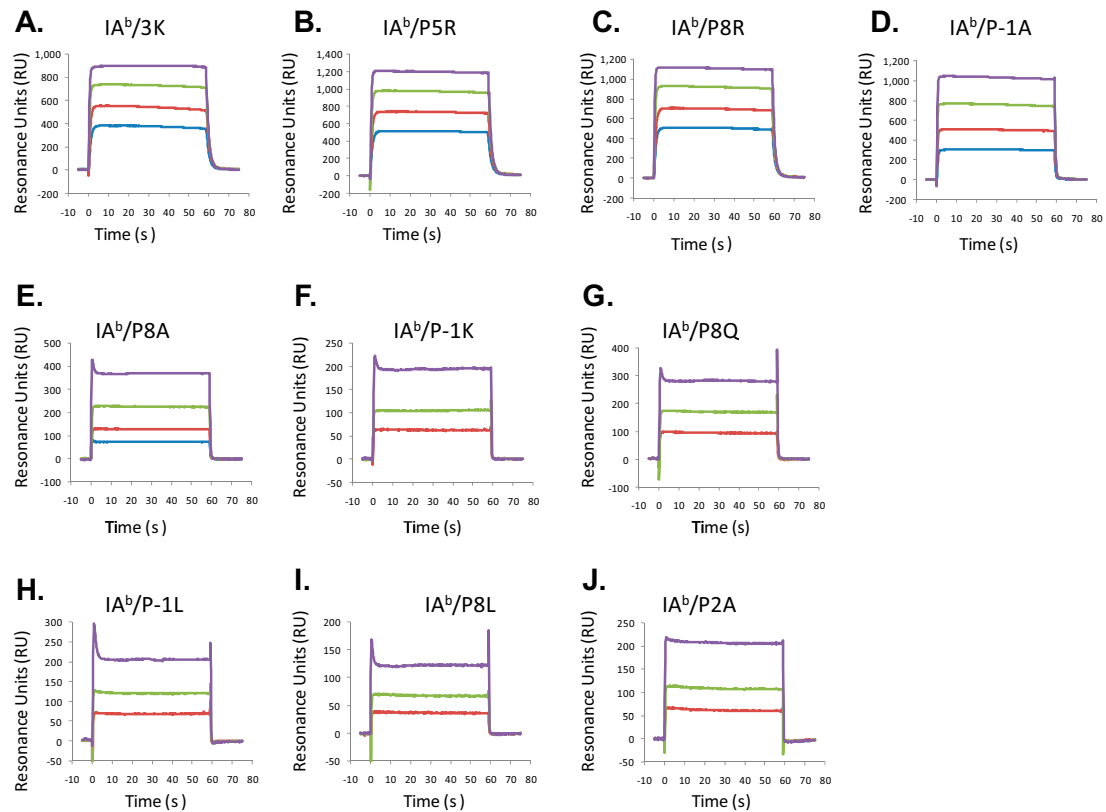 A.
IAᵇ/3K
Resonance Units (RU)
1,000
800
600
400
200
0
-200
-10 0 10 20 30 40 50 60 70 80
Time (s)
B.
IAᵇ/P5R
Resonance Units (RU)
1,400
1,200
1,000
800
600
400
200
0
-200
-10 0 10 20 30 40 50 60 70 80
Time (s)
C.
IAᵇ/P8R
Resonance Units (RU)
1,400
1,200
1,000
800
600
400
200
0
-200
-10 0 10 20 30 40 50 60 70 80
Time (s)
D.
IAᵇ/P-1A
Resonance Units (RU)
1,200
1,000
800
600
400
200
0
-200
-10 0 10 20 30 40 50 60 70 80
Time (s)
E.
IAᵇ/P8A
Resonance Units (RU)
500
400
300
200
100
0
-100
-10 0 10 20 30 40 50 60 70 80
Time (s)
F.
IAᵇ/P-1K
Resonance Units (RU)
250
200
150
100
50
0
-50
-10 0 10 20 30 40 50 60 70 80
Time (s)
G.
IAᵇ/P8Q
Resonance Units (RU)
400
300
200
100
0
-100
-10 0 10 20 30 40 50 60 70 80
Time (s)
H.
IAᵇ/P-1L
Resonance Units (RU)
300
250
200
150
100
50
0
-50
-10 0 10 20 30 40 50 60 70 80
Time (s)
I.
IAᵇ/P8L
Resonance Units (RU)
200
150
100
50
0
-50
-10 0 10 20 30 40 50 60 70 80
Time (s)
J.
IAᵇ/P2A
Resonance Units (RU)
250
200
150
100
50
0
-50
-10 0 10 20 30 40 50 60 70 80
Time (s)